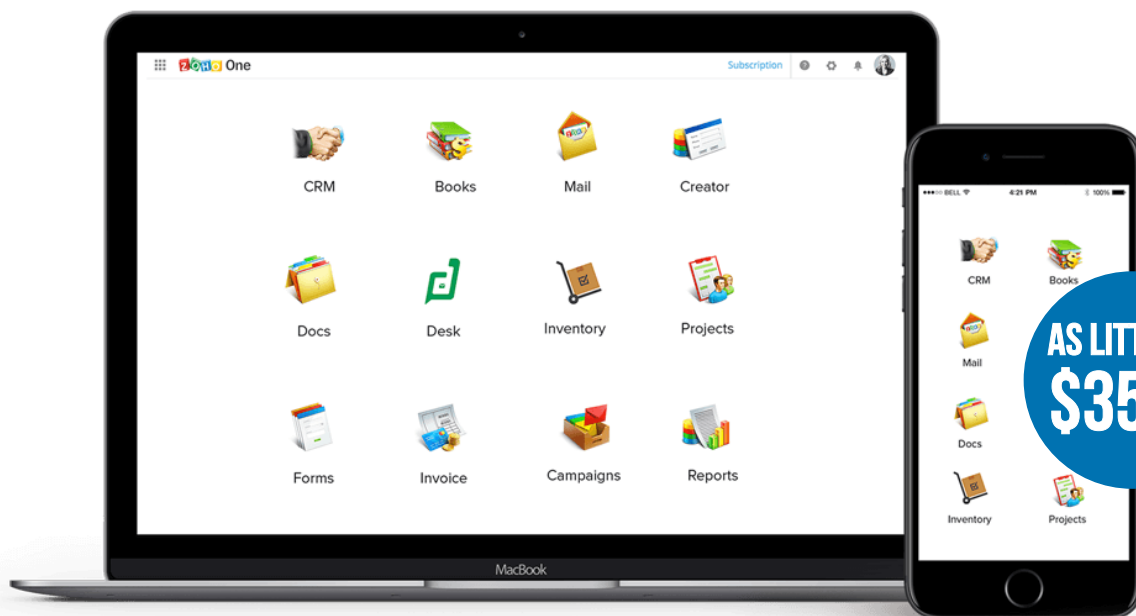 ZOHO One
Subscription
CRM
Books
Mail
Creator
Docs
Desk
Inventory
Projects
Forms
Invoice
Campaigns
Reports
MacBook
BELL
4:21 PM
100%
CRM
Books
Mail
Docs
Inventory
Projects
AS LITT
$35